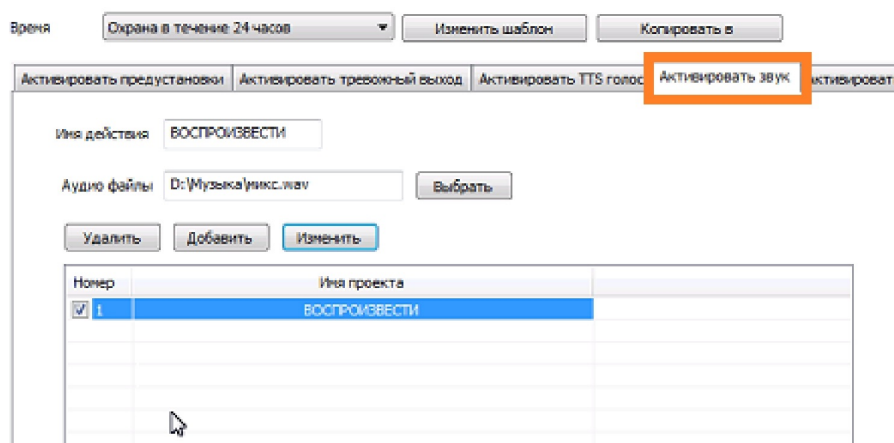 Время Охрана в течение 24 часов Изменить шаблон Копировать в
Активировать предустановки Активировать тревожный выход Активировать TTS голос Активировать звук Активироват
Имя действия ВОСПРОИЗВЕСТИ
Аудио файлы D:\Музыка\микс.wav Выбрать
Удалить Добавить Изменить
Номер Имя проекта
1 ВОСПРОИЗВЕСТИ